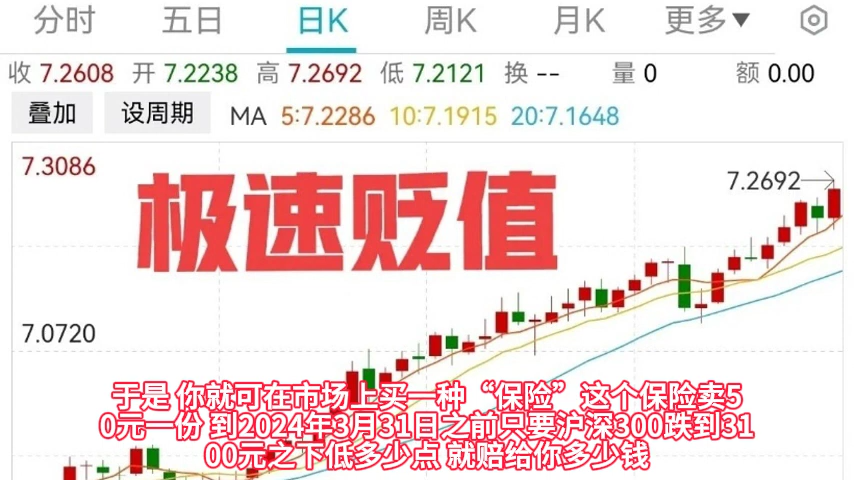 分时 五日 日K 周K 月K 更多▼
收 7.2608 开 7.2238 高 7.2692 低 7.2121 换 -- 量 0 额 0.00
叠加 设周期 MA 5:7.2286 10:7.1915 20:7.1648
7.3086
7.2692
极速贬值
7.0720
于是 你就可在市场上买一种“保险”这个保险卖5
0元一份 到2024年3月31日之前只要沪深300跌到31
00元之下低多少点 就赔给你多少钱